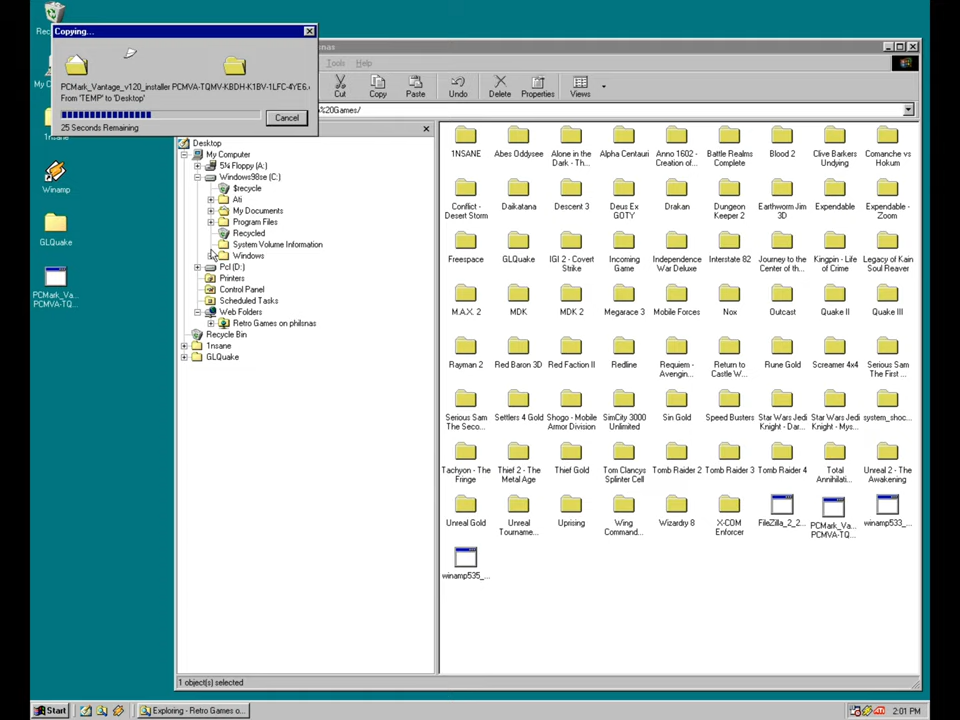 Copying...
PCMark_Vantage_v120_installer PCMVA-TQMV-KBDH-K1BV-1LFC-4YE6.
From 'TEMP' to 'Desktop'
25 Seconds Remaining
Cancel
Tools Help
Cut Copy Paste Undo Delete Properties Views
%20Games/
Winamp
GLQuake
PCMark_Va...
PCMVA-TQ...
Desktop
My Computer
5¼ Floppy (A:)
Windows98se (C:)
$recycle
Ati
My Documents
Program Files
Recycled
System Volume Information
Windows
Pcl (D:)
Printers
Control Panel
Scheduled Tasks
Web Folders
Retro Games on philsnas
Recycle Bin
1nsane
GLQuake
1NSANE
Abes Oddysee
Alone in the Dark - Th...
Alpha Centauri
Anno 1602 - Creation of...
Battle Realms Complete
Blood 2
Clive Barkers Undying
Comanche vs Hokum
Conflict - Desert Storm
Daikatana
Descent 3
Deus Ex GOTY
Drakan
Dungeon Keeper 2
Earthworm Jim 3D
Expendable
Expendable - Zoom
Freespace
GLQuake
IGI 2 - Covert Strike
Incoming Game
Independence War Deluxe
Interstate 82
Journey to the Center of th...
Kingpin - Life of Crime
Legacy of Kain Soul Reaver
M.A.X. 2
MDK
MDK 2
Megarace 3
Mobile Forces
Nox
Outcast
Quake II
Quake III
Rayman 2
Red Baron 3D
Red Faction II
Redline
Requiem - Avengin...
Return to Castle W...
Rune Gold
Screamer 4x4
Serious Sam The First ...
Serious Sam The Seco...
Settlers 4 Gold
Shogo - Mobile Armor Division
SimCity 3000 Unlimited
Sin Gold
Speed Busters
Star Wars Jedi Knight - Dar...
Star Wars Jedi Knight - Mys...
system_shoc...
Tachyon - The Fringe
Thief 2 - The Metal Age
Thief Gold
Tom Clancys Splinter Cell
Tomb Raider 2
Tomb Raider 3
Tomb Raider 4
Total Annihilati...
Unreal 2 - The Awakening
Unreal Gold
Unreal Tourname...
Uprising
Wing Command...
Wizardry 8
X-COM Enforcer
FileZilla_2_2...
PCMark_Va... PCMVA-TQ...
winamp533_...
winamp535_...
1 object(s) selected
Start
Exploring - Retro Games o...
2:01 PM